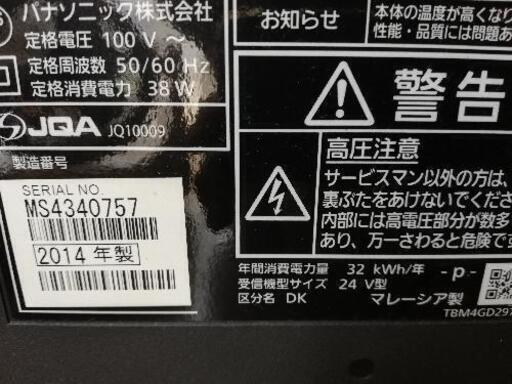 パナソニック株式会社
定格電圧 100 V ～
定格周波数 50/60 Hz
定格消費電力 38 W
JQA JQ10009
製造番号
SERIAL NO.
MS4340757
2014 年製
お知らせ
本体の温度が高くな
性能・品質には問題あ
警告
高圧注意
サービスマン以外の方は、
裏ぶたをあけないでくだ
内部には高電圧部分が数多
あり、万一さわると危険です
年間消費電力量 32 kWh/年
受信機型サイズ 24 V型
区分名 DK マレーシア製
-p-
TBM4GD297